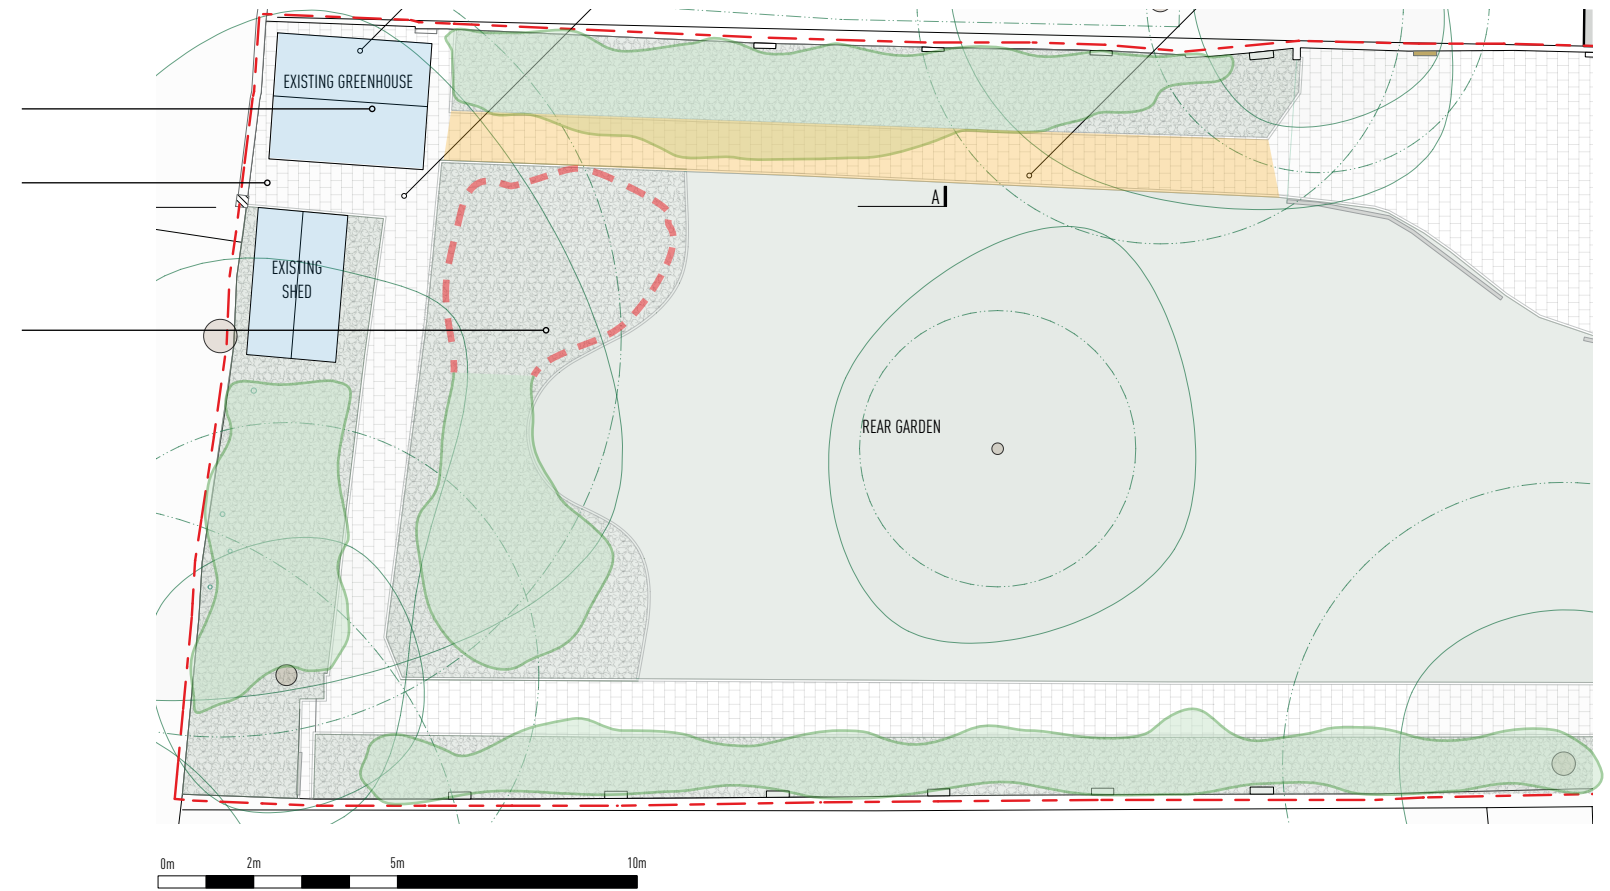 EXISTING GREENHOUSE
A
EXISTING
SHED
REAR GARDEN
0m 2m 5m 10m